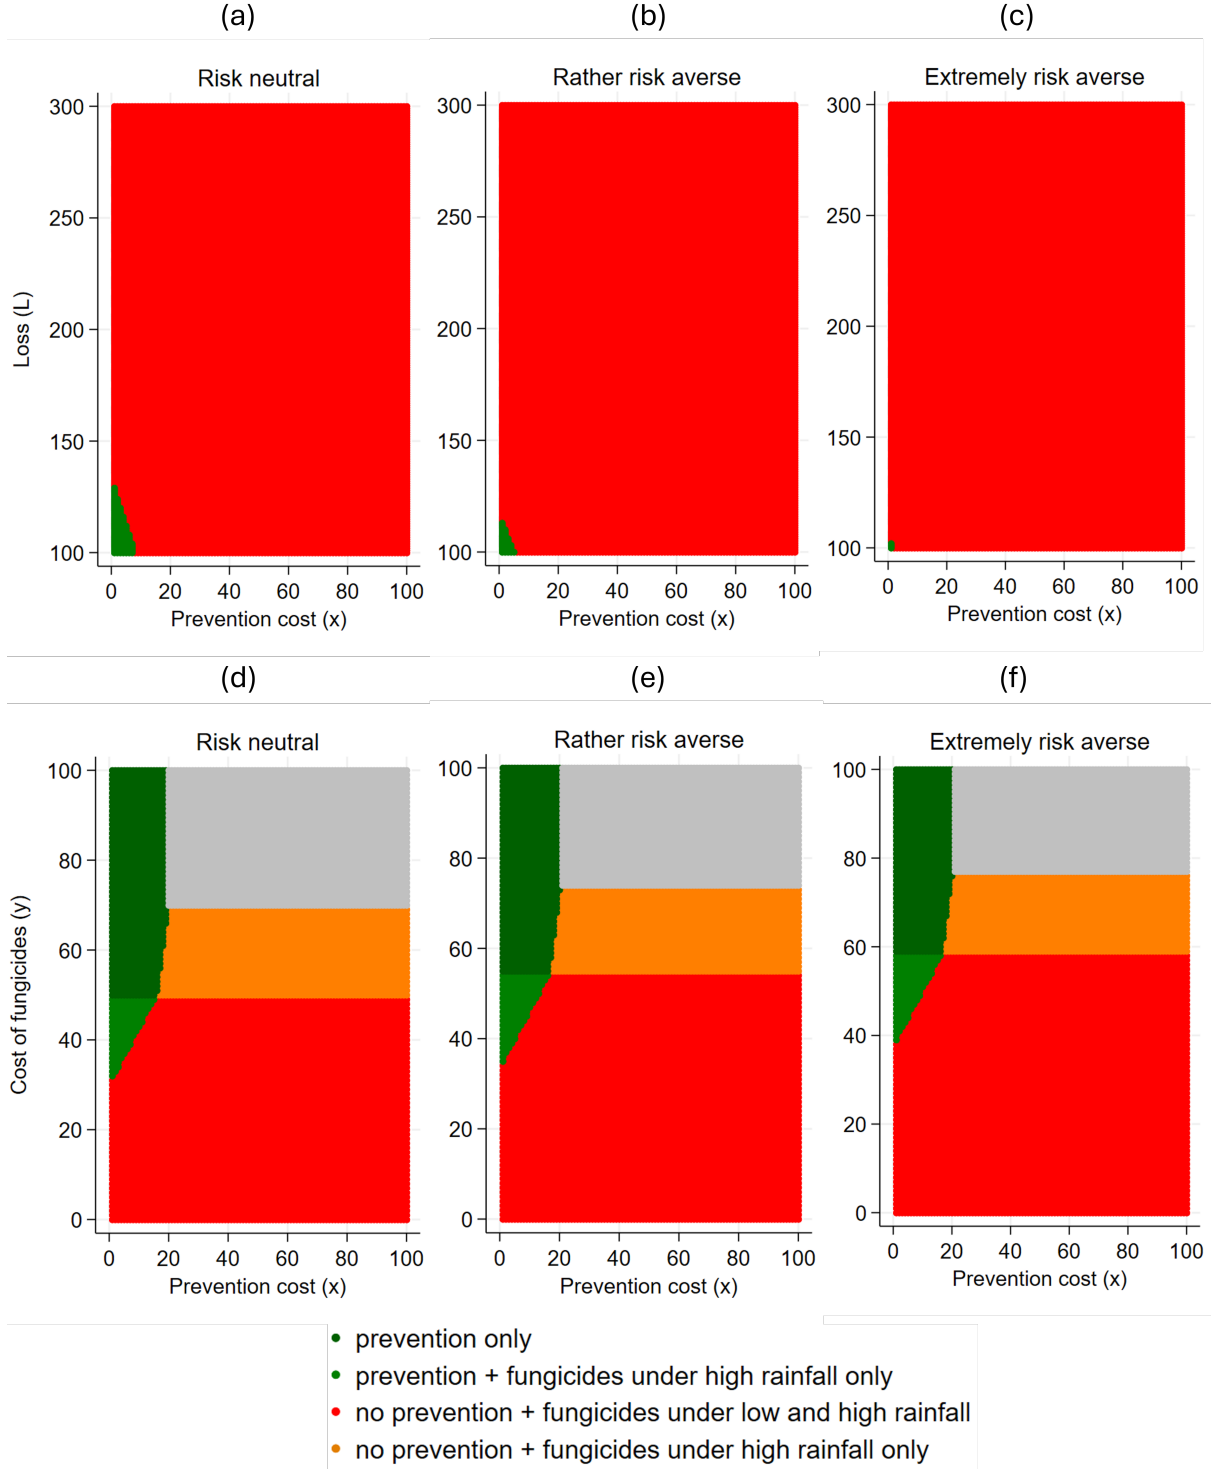 (a) (b) (c)
Risk neutral Rather risk averse Extremely risk averse
Loss (L)
300
250
200
150
100
0 20 40 60 80 100
Prevention cost (x)
300
250
200
150
100
0 20 40 60 80 100
Prevention cost (x)
300
250
200
150
100
0 20 40 60 80 100
Prevention cost (x)
(d) (e) (f)
Risk neutral Rather risk averse Extremely risk averse
Cost of fungicides (y)
100
80
60
40
20
0
0 20 40 60 80 100
Prevention cost (x)
100
80
60
40
20
0
0 20 40 60 80 100
Prevention cost (x)
100
80
60
40
20
0
0 20 40 60 80 100
Prevention cost (x)
prevention only
prevention + fungicides under high rainfall only
no prevention + fungicides under low and high rainfall
no prevention + fungicides under high rainfall only